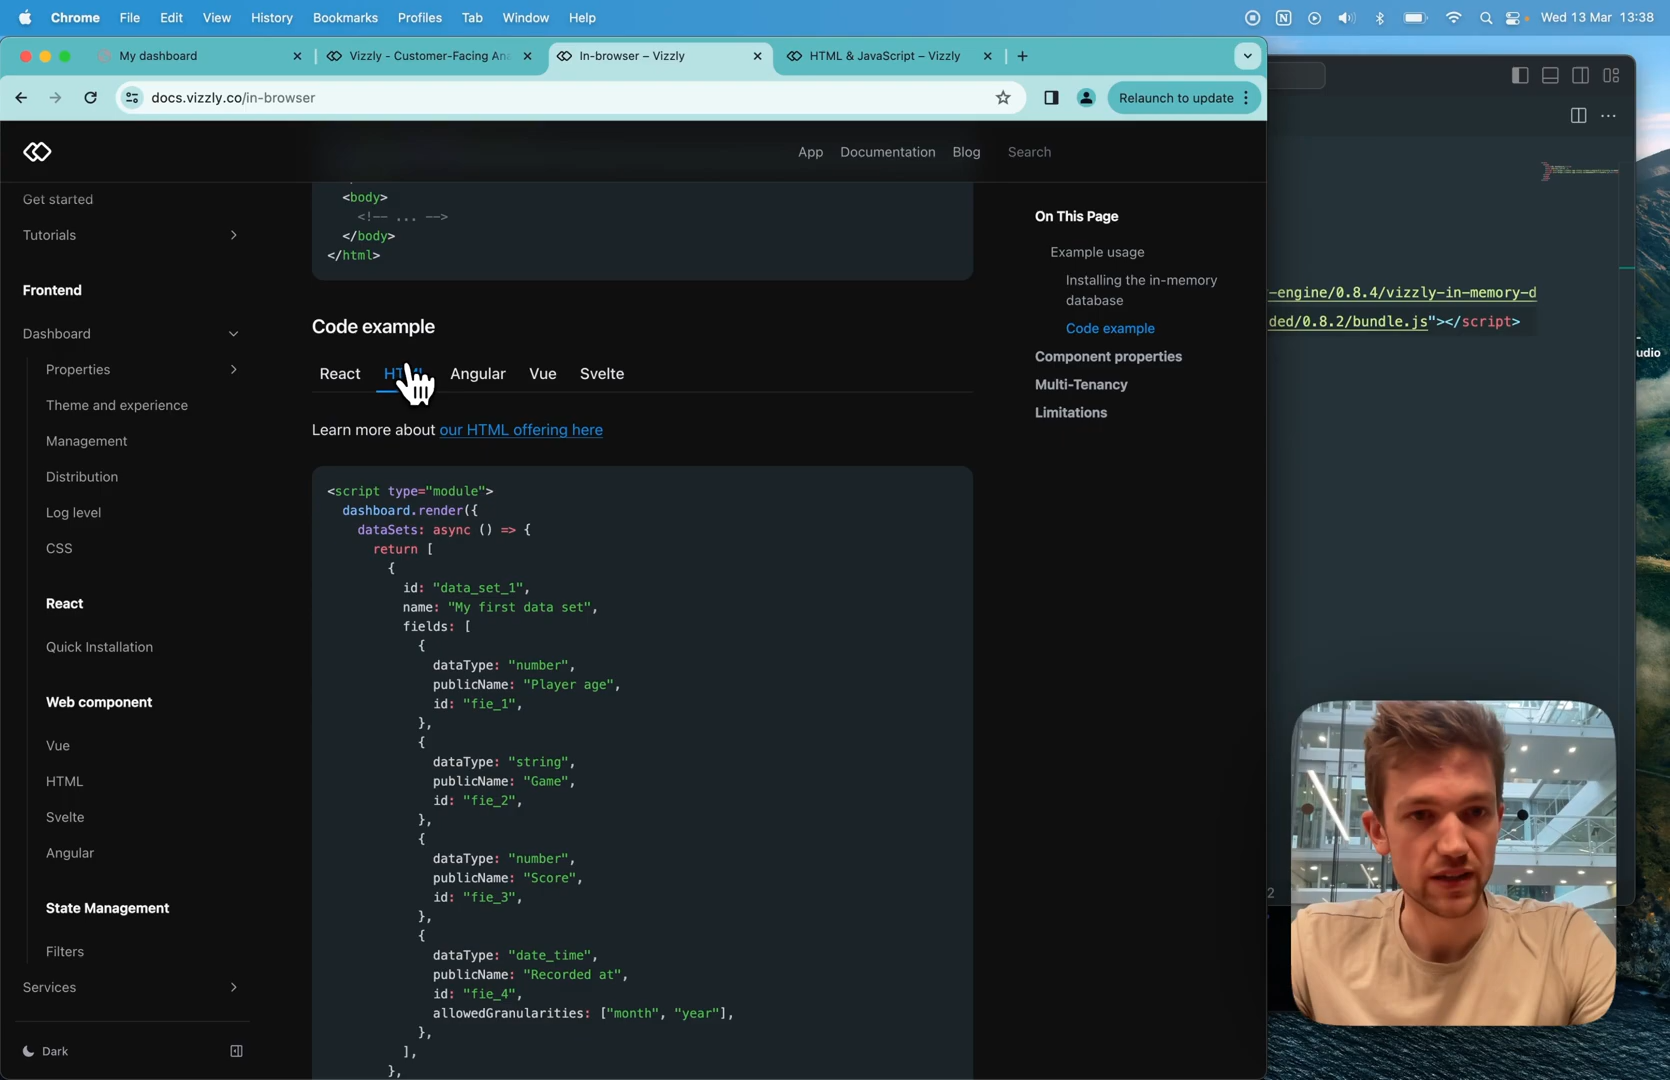 Chrome File Edit View History Bookmarks Profiles Tab Window Help Wed 13 Mar 13:38
My dashboard
Vizzly - Customer-Facing Ana
In-browser – Vizzly
HTML & JavaScript – Vizzly
docs.vizzly.co/in-browser
Relaunch to update
App Documentation Blog Search
Get started
Tutorials
Frontend
Dashboard
Properties
Theme and experience
Management
Distribution
Log level
CSS
React
Quick Installation
Web component
Vue
HTML
Svelte
Angular
State Management
Filters
Services
Dark
<body>
<!-- ... -->
</body>
</html>
Code example
React HTML Angular Vue Svelte
Learn more about our HTML offering here
<script type="module">
dashboard.render({
dataSets: async () => {
return [
{
id: "data_set_1",
name: "My first data set",
fields: [
{
dataType: "number",
publicName: "Player age",
id: "fie_1",
},
{
dataType: "string",
publicName: "Game",
id: "fie_2",
},
{
dataType: "number",
publicName: "Score",
id: "fie_3",
},
{
dataType: "date_time",
publicName: "Recorded at",
id: "fie_4",
allowedGranularities: ["month", "year"],
},
],
},
On This Page
Example usage
Installing the in-memory
database
Code example
Component properties
Multi-Tenancy
Limitations
-engine/0.8.4/vizzly-in-memory-d
ded/0.8.2/bundle.js"></script>
udio
2